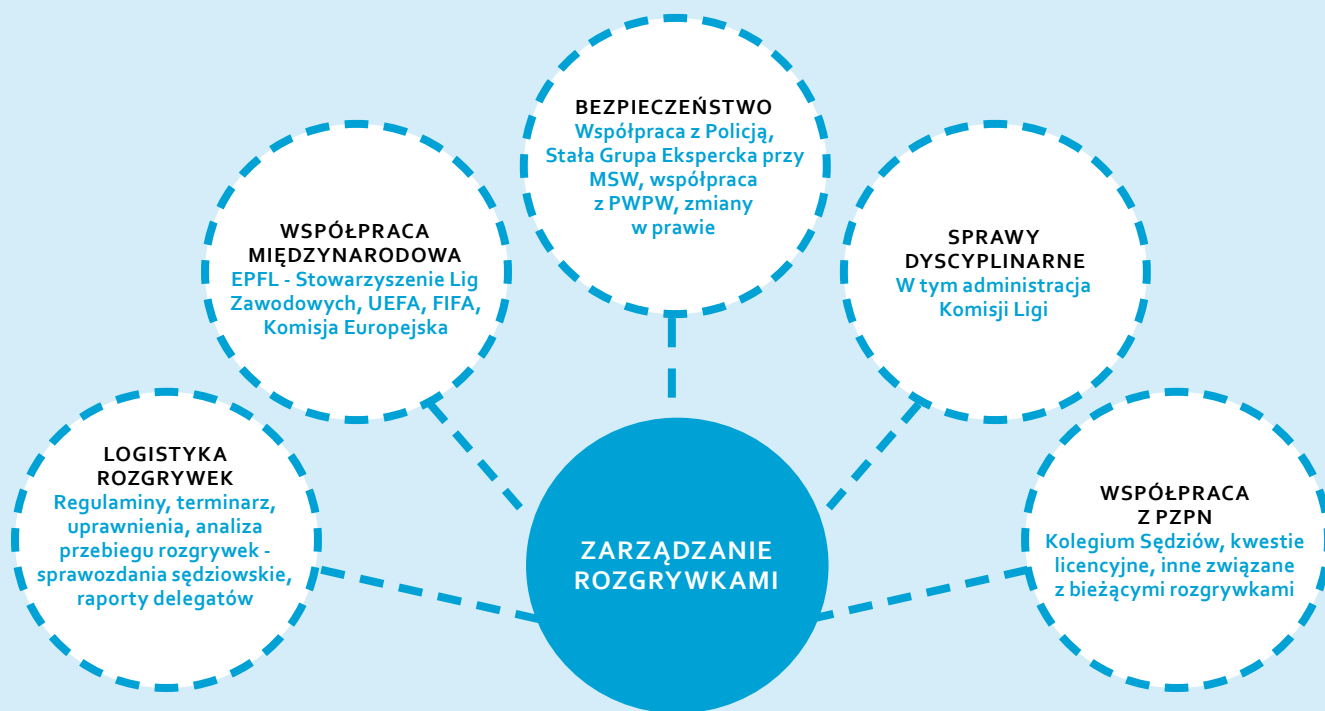 BEZPIECZEŃSTWO
Współpraca z Policją,
Stała Grupa Ekspercka przy
MSW, współpraca
z PWPW, zmiany
w prawie
WSPÓŁPRACA
MIĘDZYNARODOWA
EPFL - Stowarzyszenie Lig
Zawodowych, UEFA, FIFA,
Komisja Europejska
SPRAWY
DYSCYPLINARNE
W tym administracja
Komisji Ligi
LOGISTYKA
ROZGRYWEK
Regulaminy, terminarz,
uprawnienia, analiza
przebiegu rozgrywek -
sprawozdania sędziowskie,
raporty delegatów
WSPÓŁPRACA
Z PZPN
Kolegium Sędziów, kwestie
licencyjne, inne związane
z bieżącymi rozgrywkami
ZARZĄDZANIE
ROZGRYWKAMI